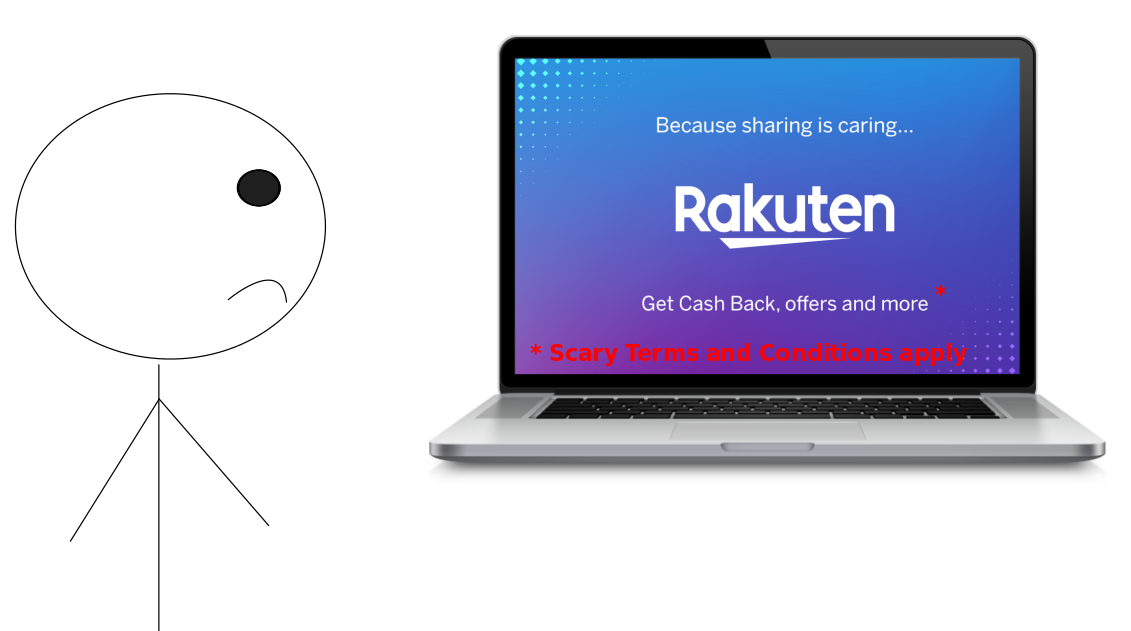 Because sharing is caring...
Rakuten
Get Cash Back, offers and more *
* Scary Terms and Conditions apply